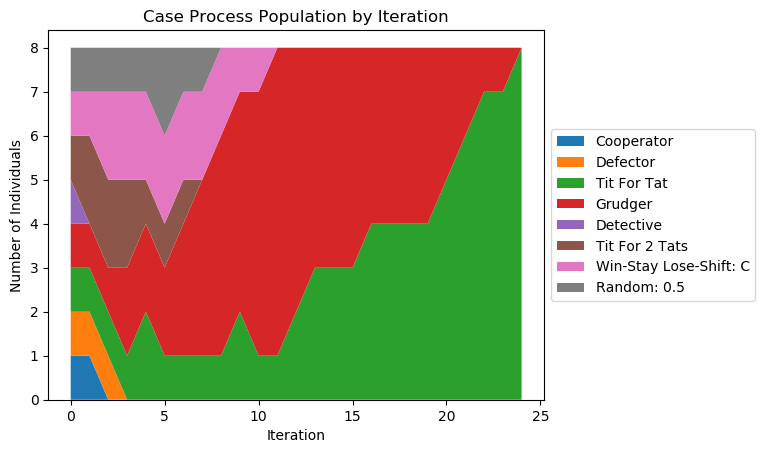 Case Process Population by Iteration
Number of Individuals
8
7
6
5
4
3
2
1
0
0
5
10
15
20
25
Iteration
Cooperator
Defector
Tit For Tat
Grudger
Detective
Tit For 2 Tats
Win-Stay Lose-Shift: C
Random: 0.5